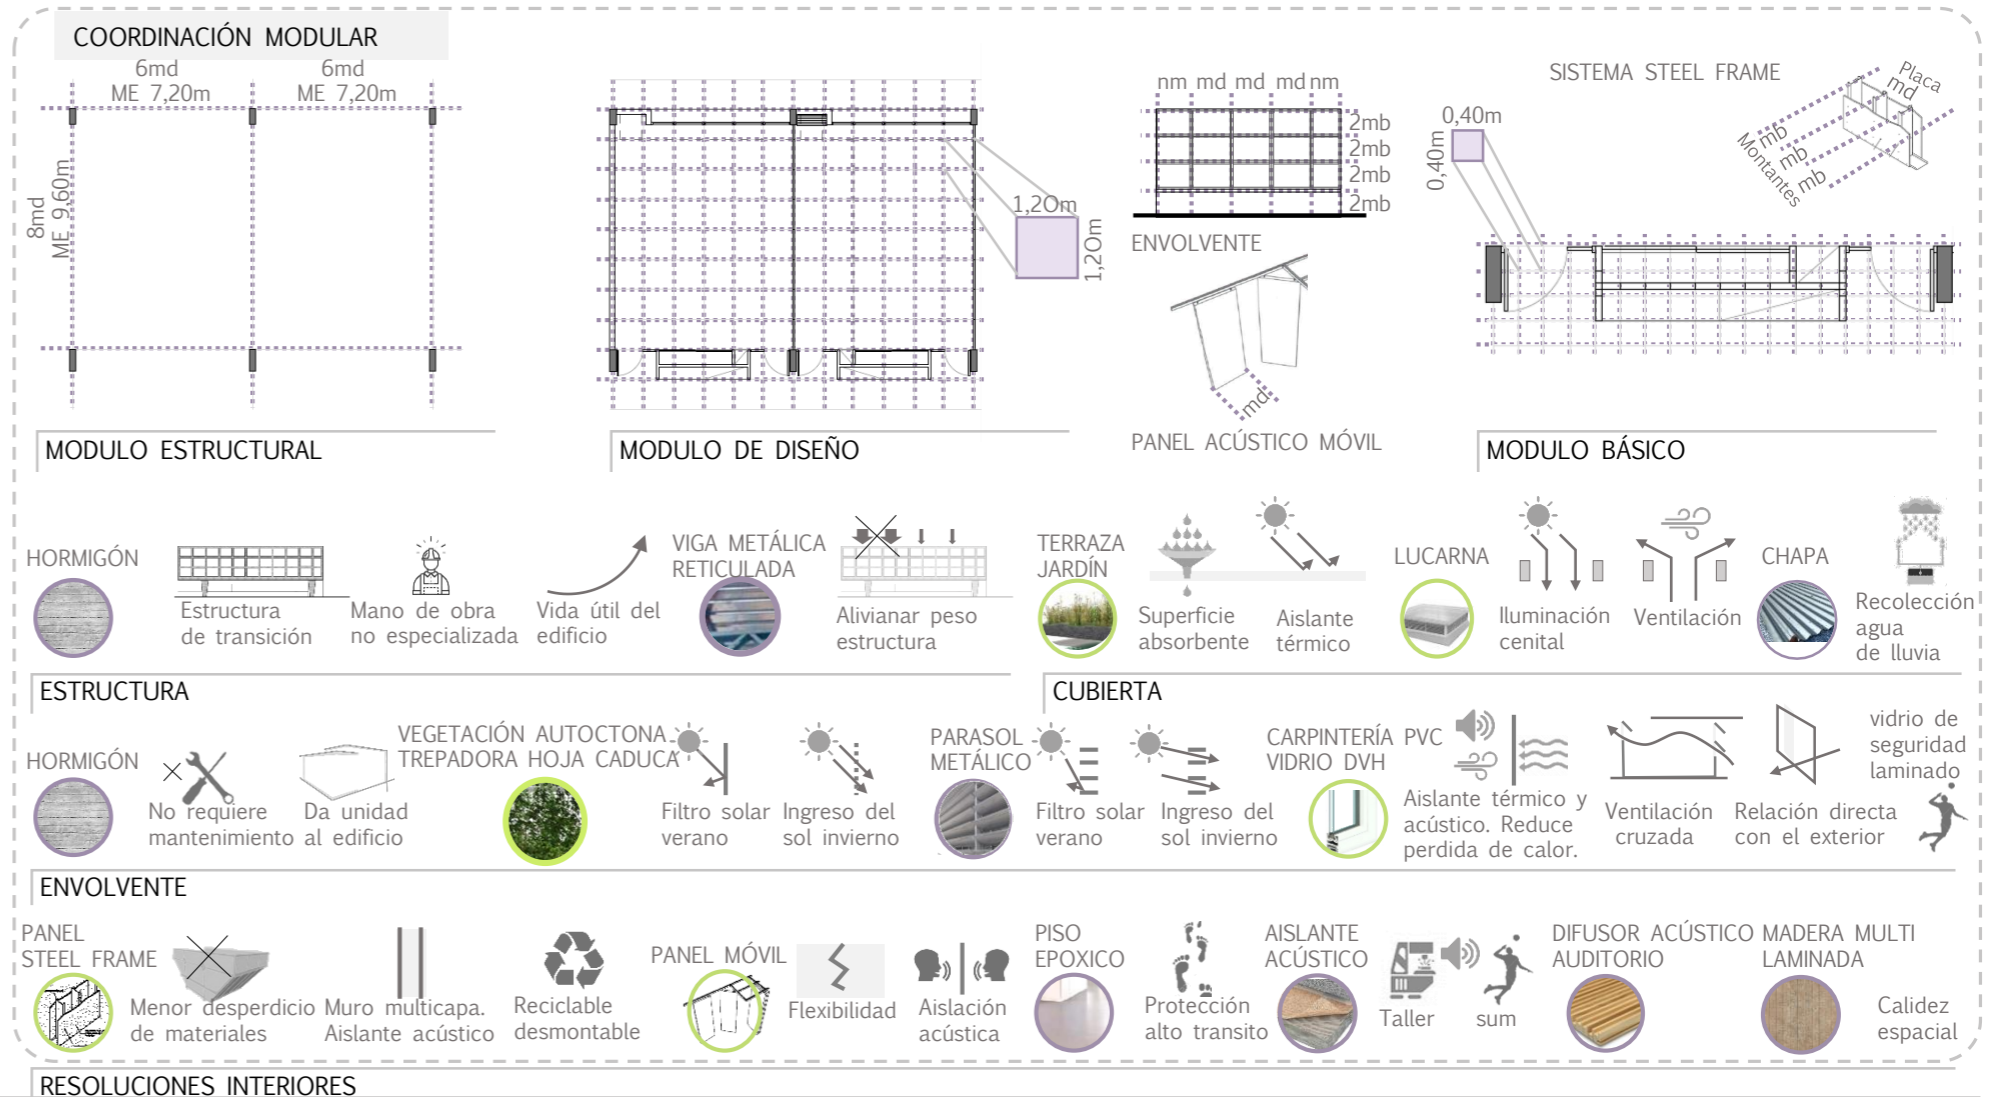 COORDINACIÓN MODULAR
6md
ME 7,20m
6md
ME 7,20m
8md
ME 9,60m
1,20m
1,20m
nm md md md nm
2mb
2mb
2mb
2mb
ENVOLVENTE
md
PANEL ACÚSTICO MÓVIL
SISTEMA STEEL FRAME
Placa
md
mb
mb
mb
Montantes
0,40m
0,40m
MODULO ESTRUCTURAL
MODULO DE DISEÑO
MODULO BÁSICO
HORMIGÓN
Estructura
de transición
Mano de obra
no especializada
Vida útil del
edificio
VIGA METÁLICA
RETICULADA
Alivianar peso
estructura
TERRAZA
JARDÍN
Superficie
absorbente
Aislante
térmico
LUCARNA
Iluminación
cenital
Ventilación
CHAPA
Recolección
agua
de lluvia
ESTRUCTURA
CUBIERTA
HORMIGÓN
No requiere
mantenimiento
Da unidad
al edificio
VEGETACIÓN AUTOCTONA
TREPADORA HOJA CADUCA
Filtro solar
verano
Ingreso del
sol invierno
PARASOL
METÁLICO
Filtro solar
verano
Ingreso del
sol invierno
CARPINTERÍA PVC
VIDRIO DVH
Aislante térmico y
acústico. Reduce
perdida de calor.
Ventilación
cruzada
Relación directa
con el exterior
vidrio de
seguridad
laminado
ENVOLVENTE
PANEL
STEEL FRAME
Menor desperdicio
de materiales
Muro multicapa.
Aislante acústico
Reciclable
desmontable
PANEL MÓVIL
Flexibilidad
Aislación
acústica
PISO
EPOXICO
Protección
alto transito
AISLANTE
ACÚSTICO
Taller
sum
DIFUSOR ACÚSTICO
AUDITORIO
MADERA MULTI
LAMINADA
Calidez
espacial
RESOLUCIONES INTERIORES